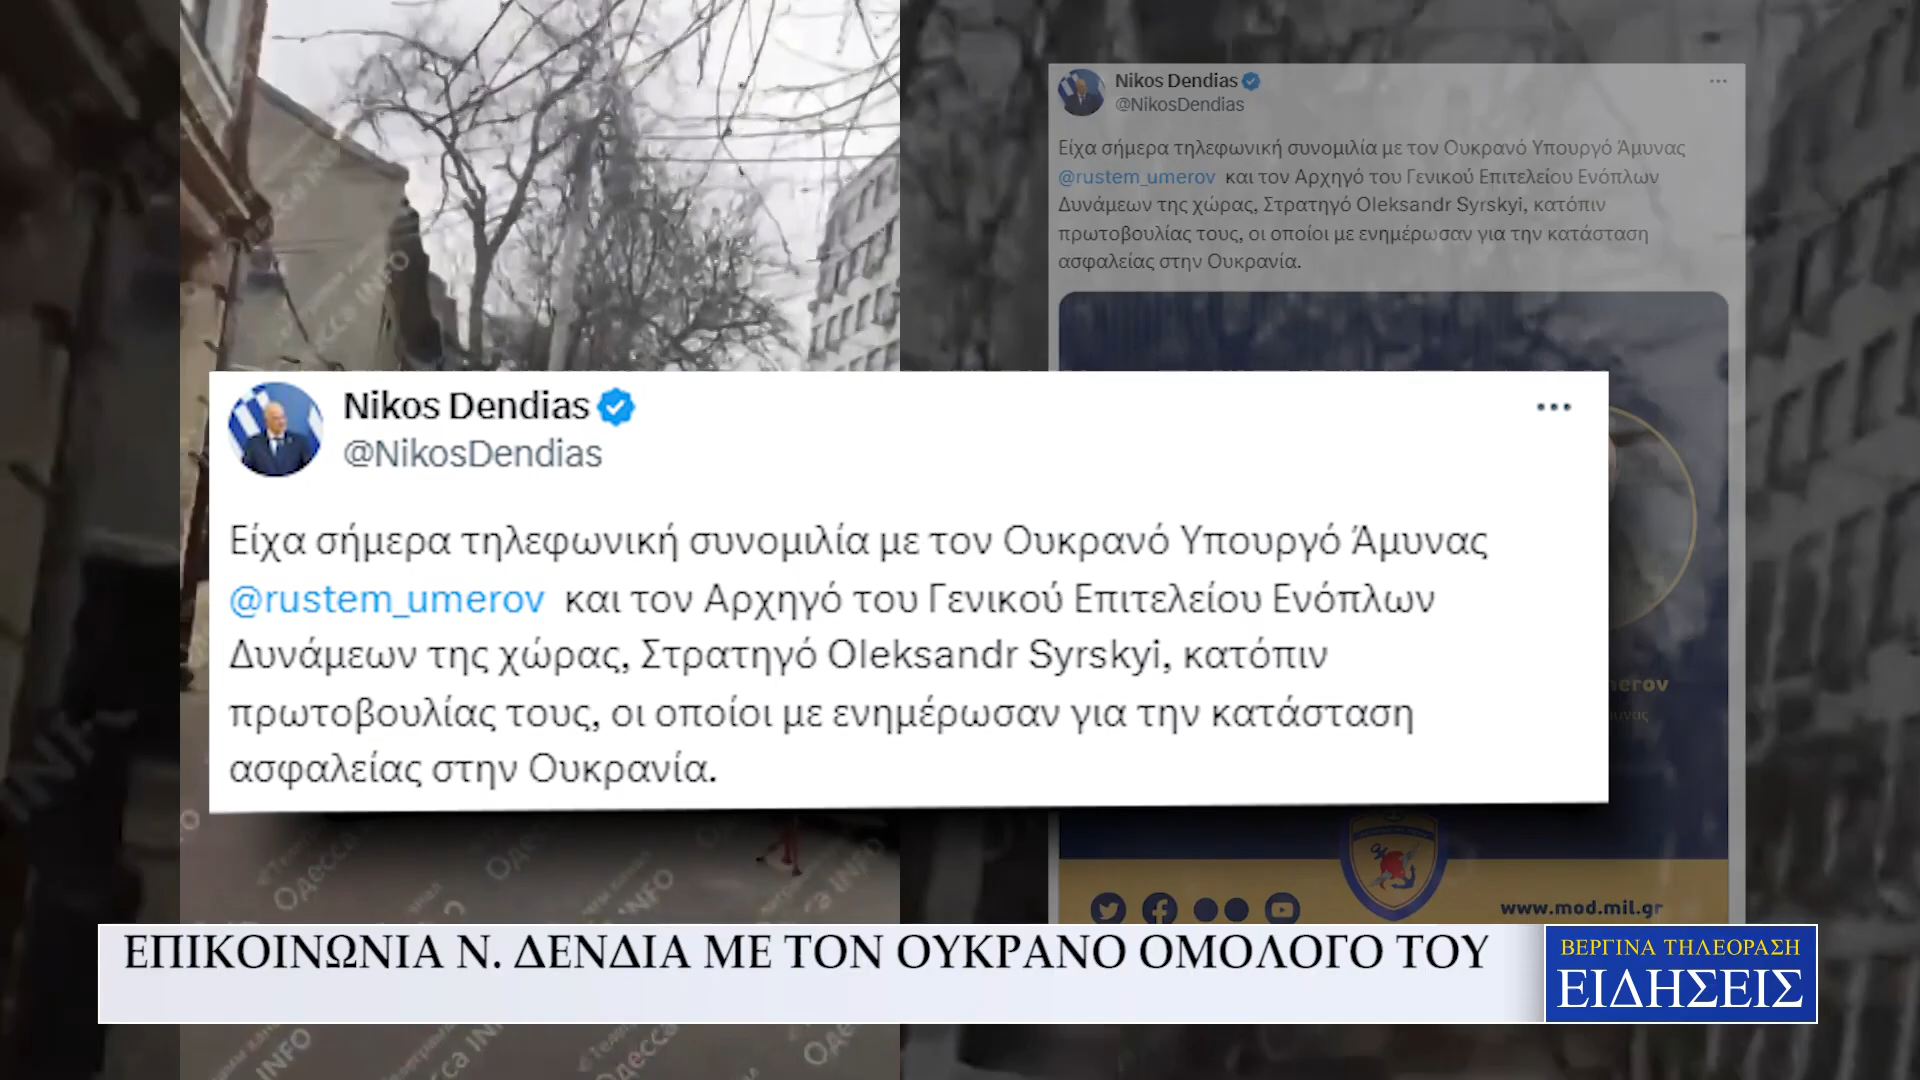 Nikos Dendias
@NikosDendias
Είχα σήμερα τηλεφωνική συνομιλία με τον Ουκρανό Υπουργό Άμυνας
@rustem_umerov και τον Αρχηγό του Γενικού Επιτελείου Ενόπλων
Δυνάμεων της χώρας, Στρατηγό Oleksandr Syrskyi, κατόπιν
πρωτοβουλίας τους, οι οποίοι με ενημέρωσαν για την κατάσταση
ασφαλείας στην Ουκρανία.
Nikos Dendias
@NikosDendias
Είχα σήμερα τηλεφωνική συνομιλία με τον Ουκρανό Υπουργό Άμυνας
@rustem_umerov και τον Αρχηγό του Γενικού Επιτελείου Ενόπλων
Δυνάμεων της χώρας, Στρατηγό Oleksandr Syrskyi, κατόπιν
πρωτοβουλίας τους, οι οποίοι με ενημέρωσαν για την κατάσταση
ασφαλείας στην Ουκρανία.
www.mod.mil.gr
Одесса INFO
ΕΠΙΚΟΙΝΩΝΙΑ Ν. ΔΕΝΔΙΑ ΜΕ ΤΟΝ ΟΥΚΡΑΝΟ ΟΜΟΛΟΓΟ ΤΟΥ
ΒΕΡΓΙΝΑ ΤΗΛΕΟΡΑΣΗ
ΕΙΔΗΣΕΙΣ